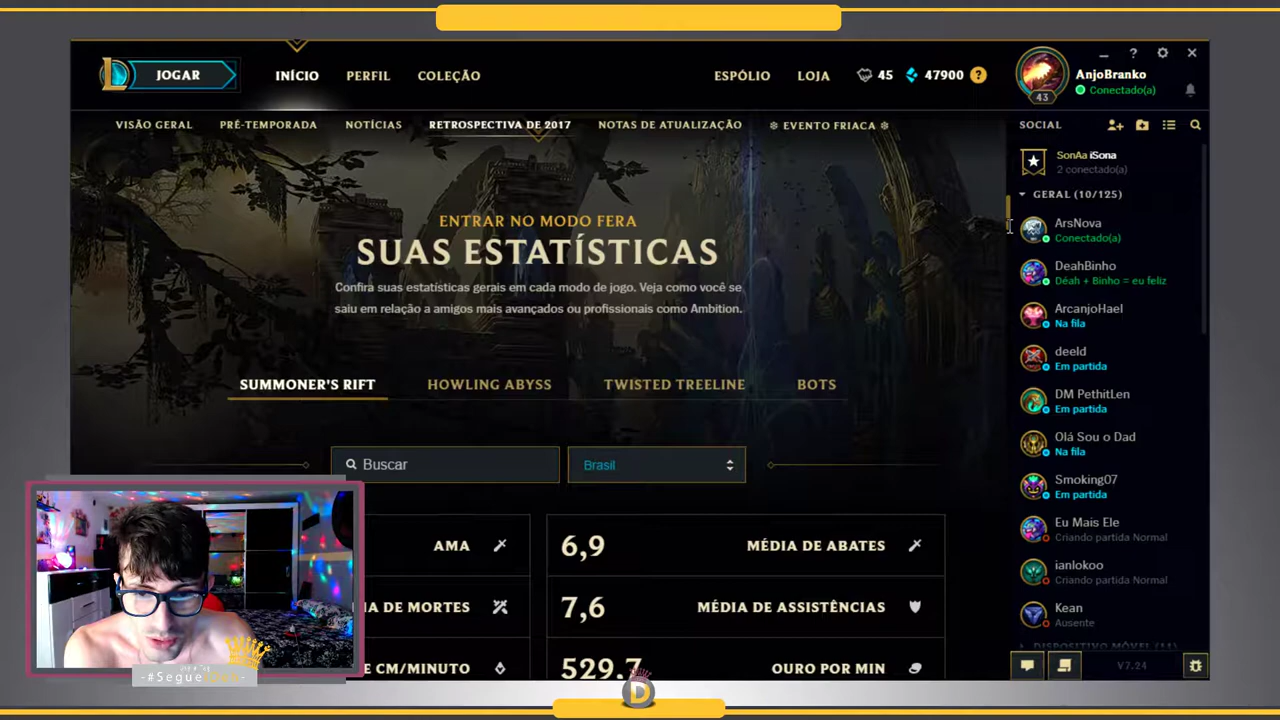 JOGAR
INÍCIO
PERFIL
COLEÇÃO
ESPÓLIO
LOJA
45
47900
?
?
AnjoBranko
Conectado(a)
43
VISÃO GERAL
PRÉ-TEMPORADA
NOTÍCIAS
RETROSPECTIVA DE 2017
NOTAS DE ATUALIZAÇÃO
EVENTO FRIACA
SOCIAL
SonAa iSona
2 conectado(a)
GERAL (10/125)
ArsNova
Conectado(a)
DeahBinho
Déah + Binho = eu feliz
ArcanjoHael
Na fila
deeld
Em partida
DM PethitLen
Em partida
Olá Sou o Dad
Na fila
Smoking07
Em partida
Eu Mais Ele
Criando partida Normal
ianlokoo
Criando partida Normal
Kean
Ausente
V7.24
ENTRAR NO MODO FERA
SUAS ESTATÍSTICAS
Confira suas estatísticas gerais em cada modo de jogo. Veja como você se
saiu em relação a amigos mais avançados ou profissionais como Ambition.
SUMMONER'S RIFT
HOWLING ABYSS
TWISTED TREELINE
BOTS
Buscar
Brasil
AMA
6,9
MÉDIA DE ABATES
DE MORTES
7,6
MÉDIA DE ASSISTÊNCIAS
CM/MINUTO
529,7
OURO POR MIN
D